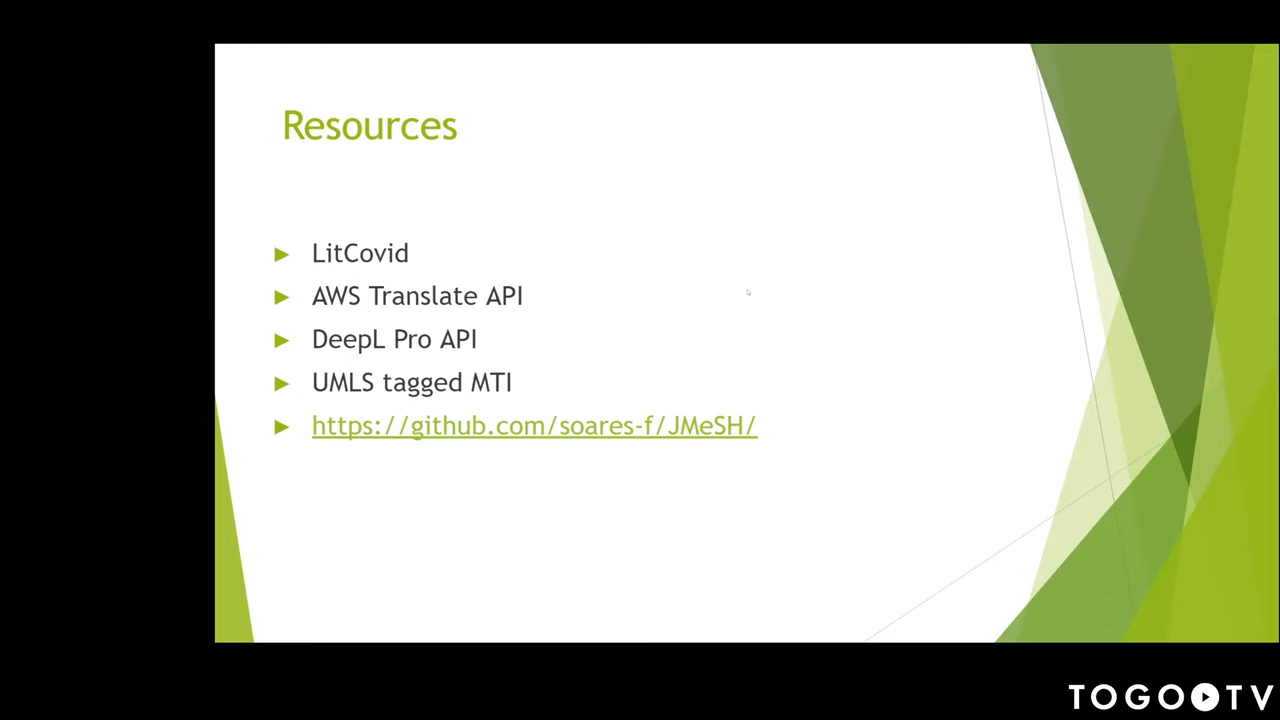 Resources
LitCovid
AWS Translate API
DeepL Pro API
UMLS tagged MTI
https://github.com/soares-f/JMeSH/
TOGO TV